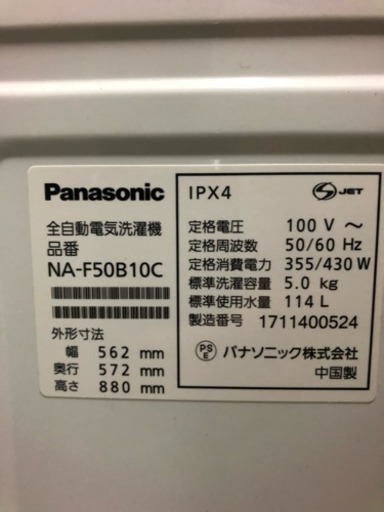 Panasonic
全自動電気洗濯機
品番
NA-F50B10C
外形寸法
幅 562 mm
奥行 572 mm
高さ 880 mm
IPX4
S JET
定格電圧 100 V ～
定格周波数 50/60 Hz
定格消費電力 355/430 W
標準洗濯容量 5.0 kg
標準使用水量 114 L
製造番号 1711400524
PSE パナソニック株式会社
中国製